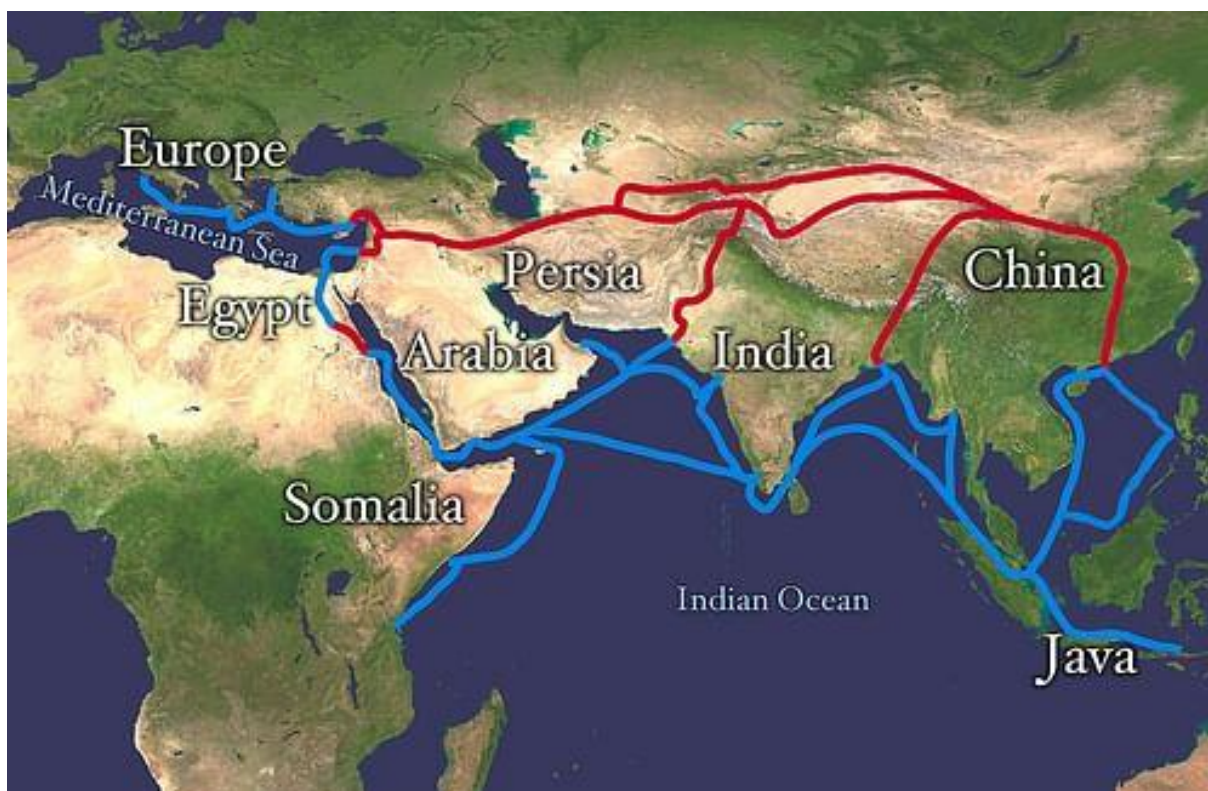 Europe
Mediterranean Sea
Egypt
Arabia
Persia
India
China
Somalia
Indian Ocean
Java